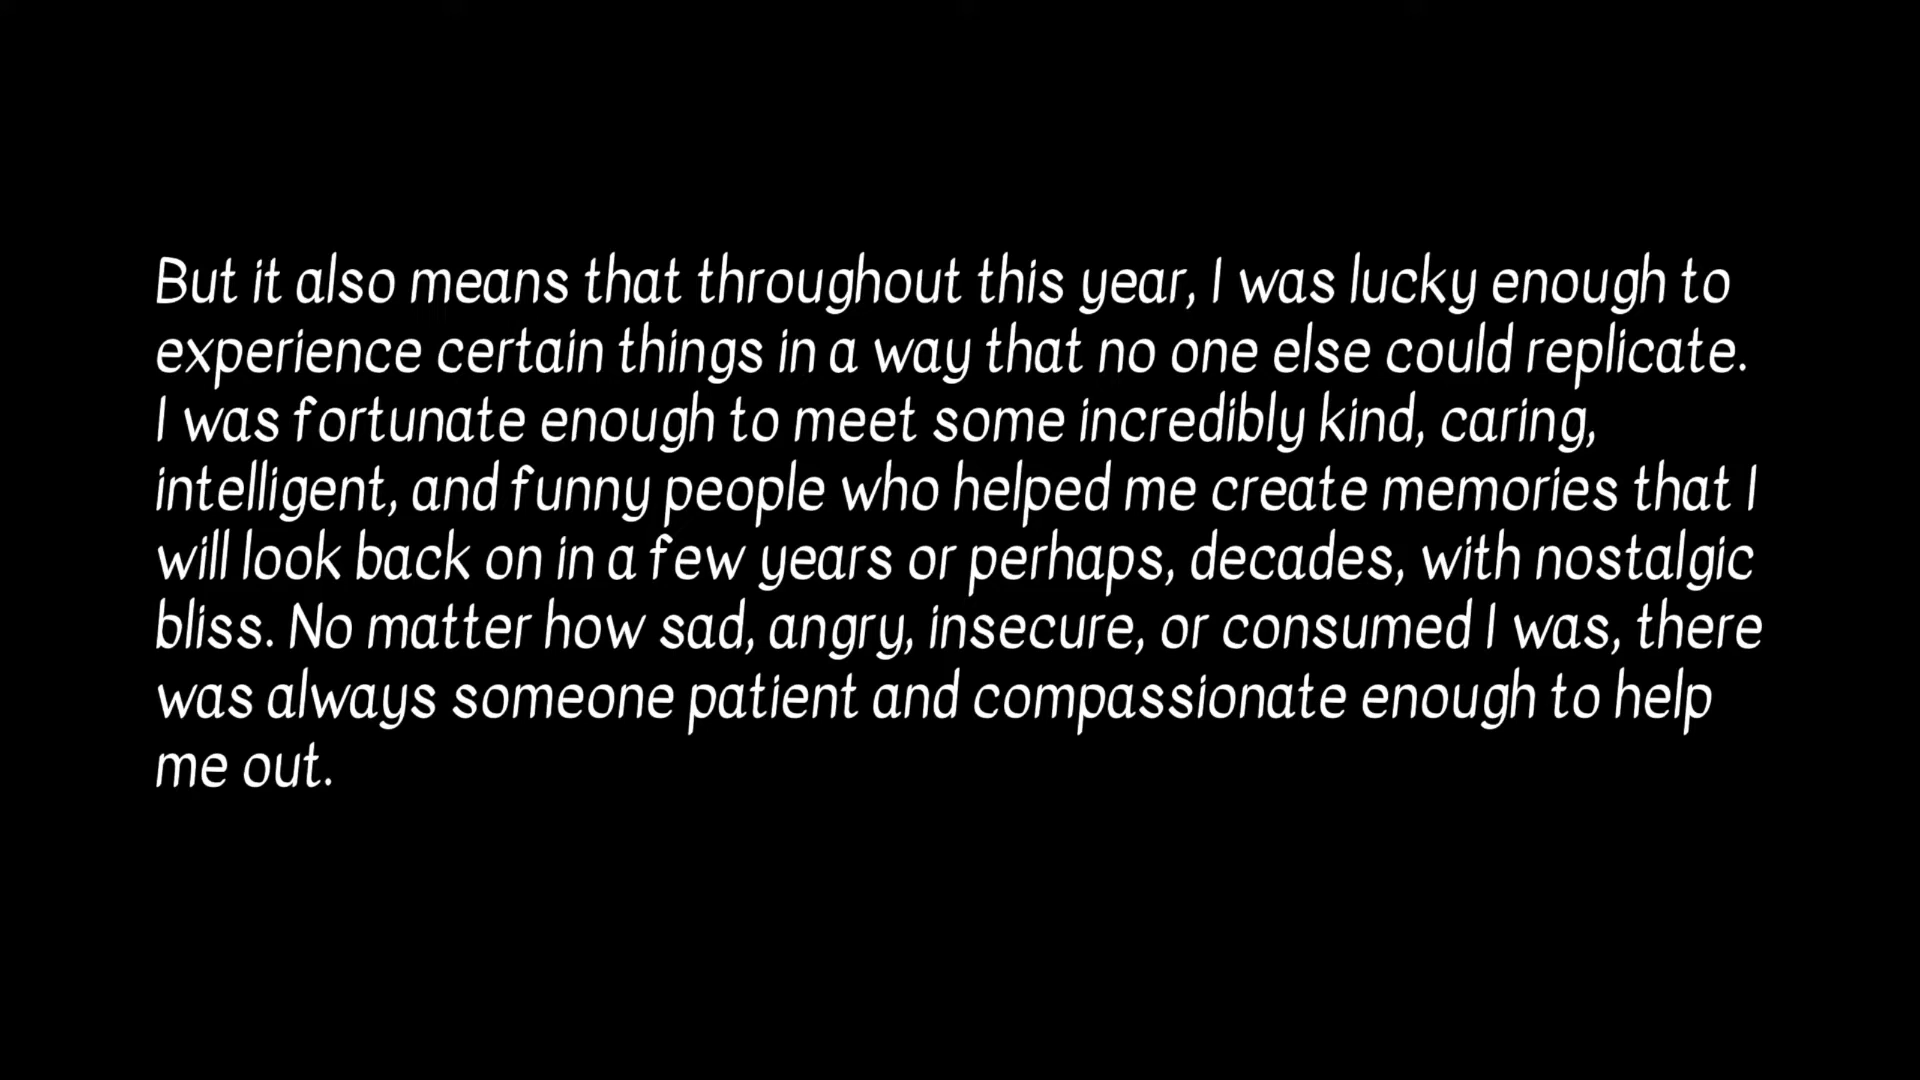 But it also means that throughout this year, I was lucky enough to
experience certain things in a way that no one else could replicate.
I was fortunate enough to meet some incredibly kind, caring,
intelligent, and funny people who helped me create memories that I
will look back on in a few years or perhaps, decades, with nostalgic
bliss. No matter how sad, angry, insecure, or consumed I was, there
was always someone patient and compassionate enough to help
me out.